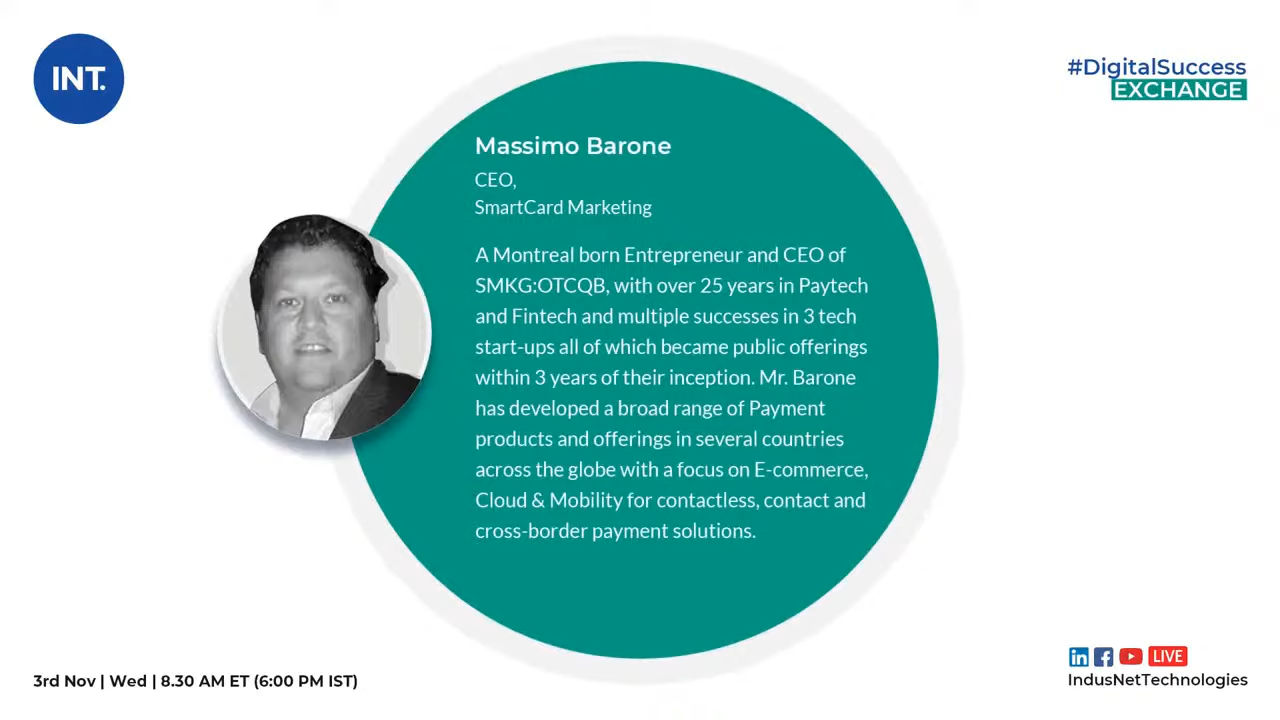 INT.
#DigitalSuccess
EXCHANGE
Massimo Barone
CEO,
SmartCard Marketing
A Montreal born Entrepreneur and CEO of
SMKG:OTCQB, with over 25 years in Paytech
and Fintech and multiple successes in 3 tech
start-ups all of which became public offerings
within 3 years of their inception. Mr. Barone
has developed a broad range of Payment
products and offerings in several countries
across the globe with a focus on E-commerce,
Cloud & Mobility for contactless, contact and
cross-border payment solutions.
3rd Nov | Wed | 8.30 AM ET (6:00 PM IST)
in f LIVE
IndusNetTechnologies